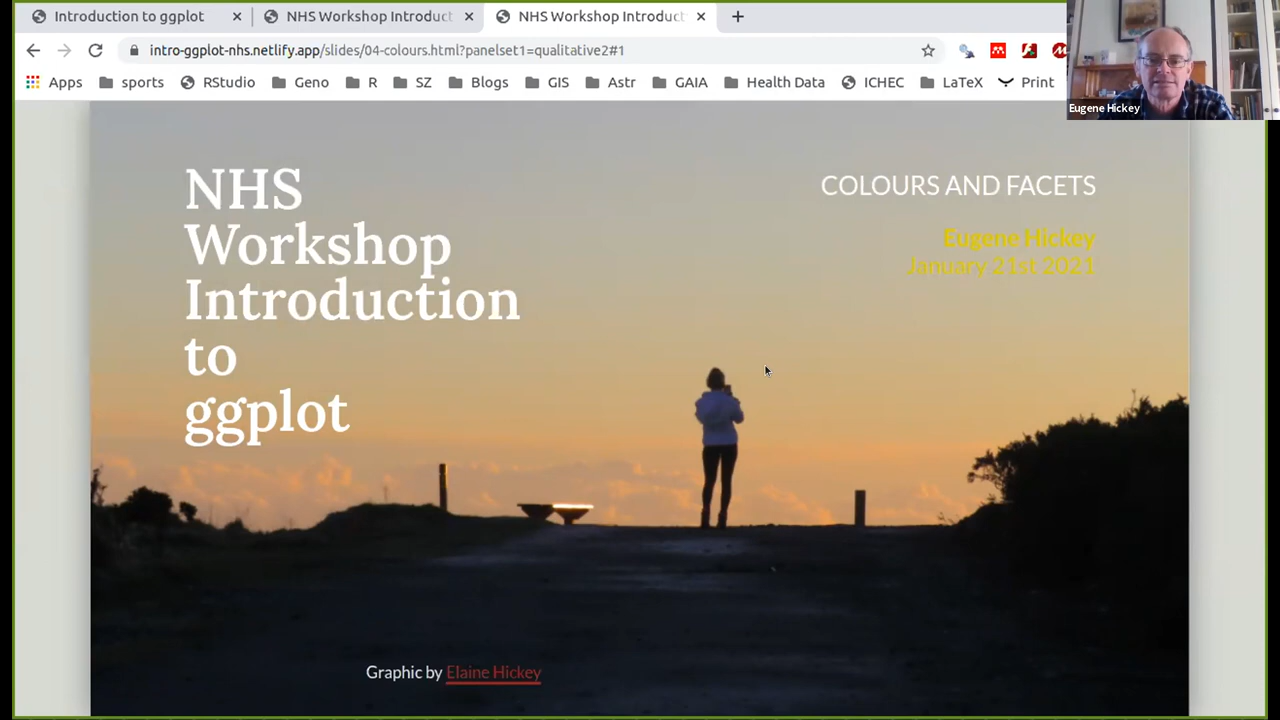 Introduction to ggplot
NHS Workshop Introduct
NHS Workshop Introduct
intro-ggplot-nhs.netlify.app/slides/04-colours.html?panelset1=qualitative2#1
Apps sports RStudio Geno R SZ Blogs GIS Astr GAIA Health Data ICHEC LaTeX Print
Eugene Hickey
NHS
Workshop
Introduction
to
ggplot
COLOURS AND FACETS
Eugene Hickey
January 21st 2021
Graphic by Elaine Hickey